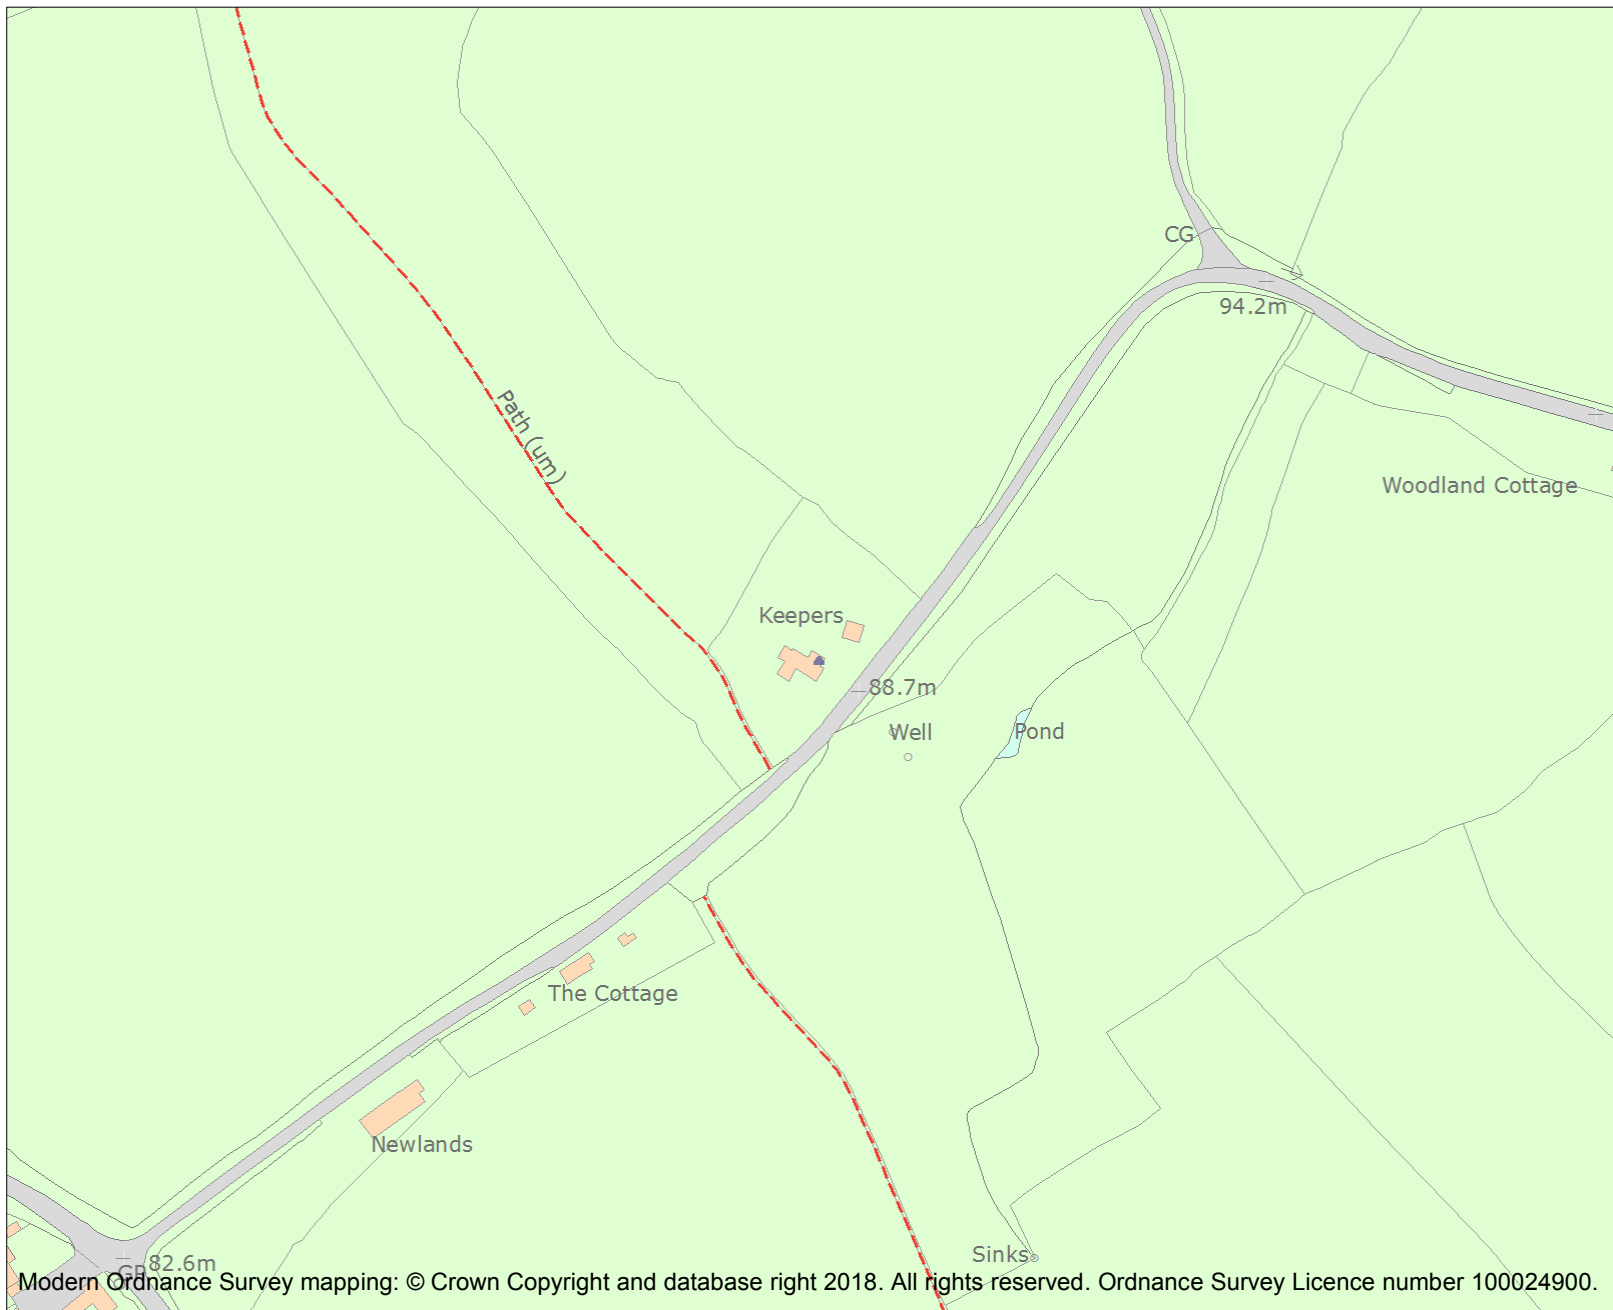 CG
94.2m
Path (um)
Woodland Cottage
Keepers
88.7m
Well
Pond
The Cottage
Newlands
Sinks
82.6m
GP
Modern Ordnance Survey mapping: © Crown Copyright and database right 2018. All rights reserved. Ordnance Survey Licence number 100024900.